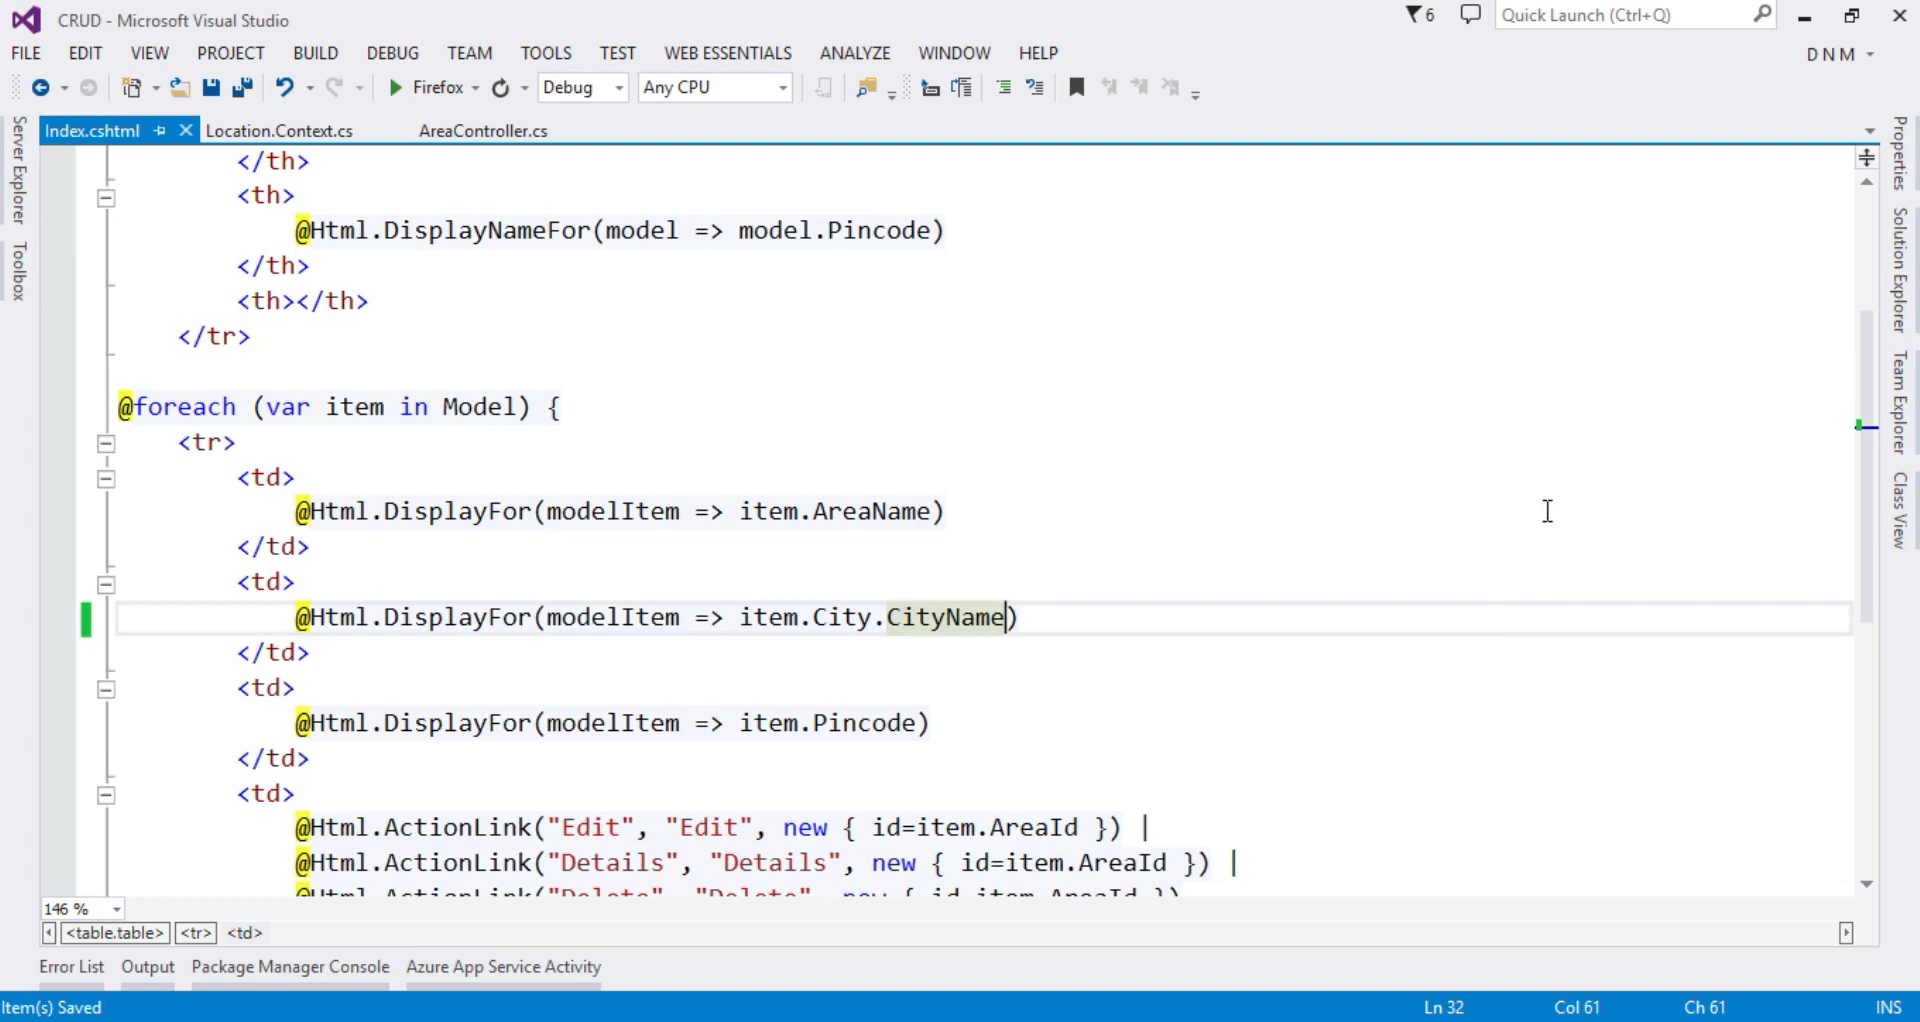 CRUD - Microsoft Visual Studio
6
Quick Launch (Ctrl+Q)
FILE EDIT VIEW PROJECT BUILD DEBUG TEAM TOOLS TEST WEB ESSENTIALS ANALYZE WINDOW HELP
D N M
Firefox
Debug
Any CPU
Index.cshtml
Location.Context.cs
AreaController.cs
Server Explorer
Toolbox
</th>
<th>
@Html.DisplayNameFor(model => model.Pincode)
</th>
<th></th>
</tr>
@foreach (var item in Model) {
<tr>
<td>
@Html.DisplayFor(modelItem => item.AreaName)
</td>
<td>
@Html.DisplayFor(modelItem => item.City.CityName)
</td>
<td>
@Html.DisplayFor(modelItem => item.Pincode)
</td>
<td>
@Html.ActionLink("Edit", "Edit", new { id=item.AreaId }) |
@Html.ActionLink("Details", "Details", new { id=item.AreaId }) |
@Html.ActionLink("Delete", "Delete", new { id=item.AreaId })
Properties
Solution Explorer
Team Explorer
Class View
146 %
<table.table> <tr> <td>
Error List Output Package Manager Console Azure App Service Activity
Item(s) Saved
Ln 32 Col 61 Ch 61 INS